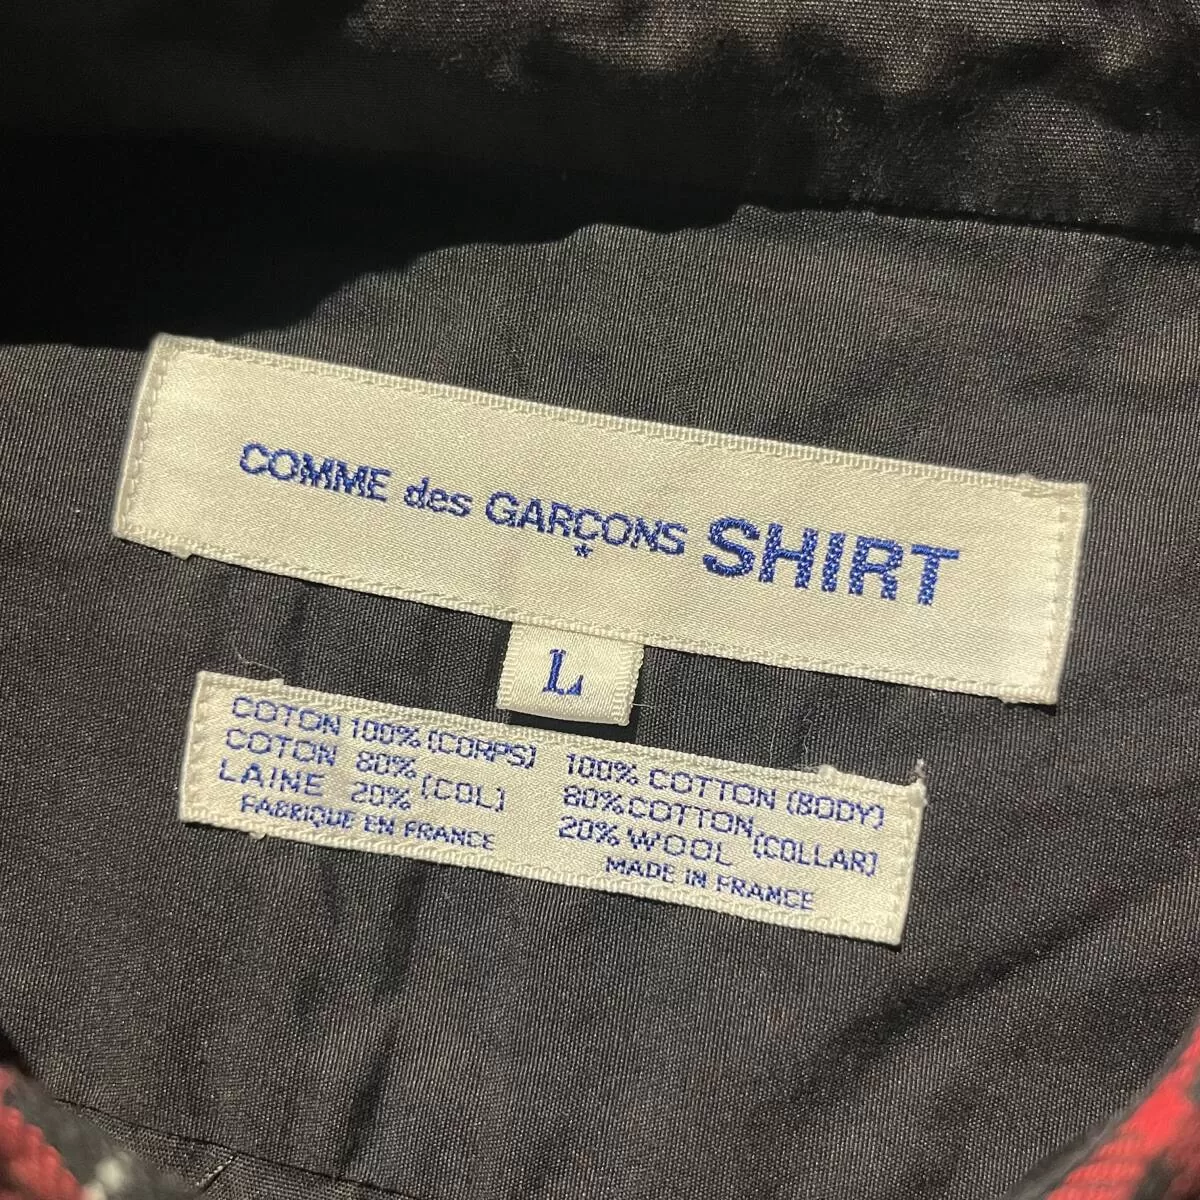 COMME des GARÇONS SHIRT
*
L
COTON 100% (CORPS)
COTON 80%
LAINE 20% (COL)
FABRIQUE EN FRANCE
100% COTTON (BODY)
80% COTTON
20% WOOL (COLLAR)
MADE IN FRANCE